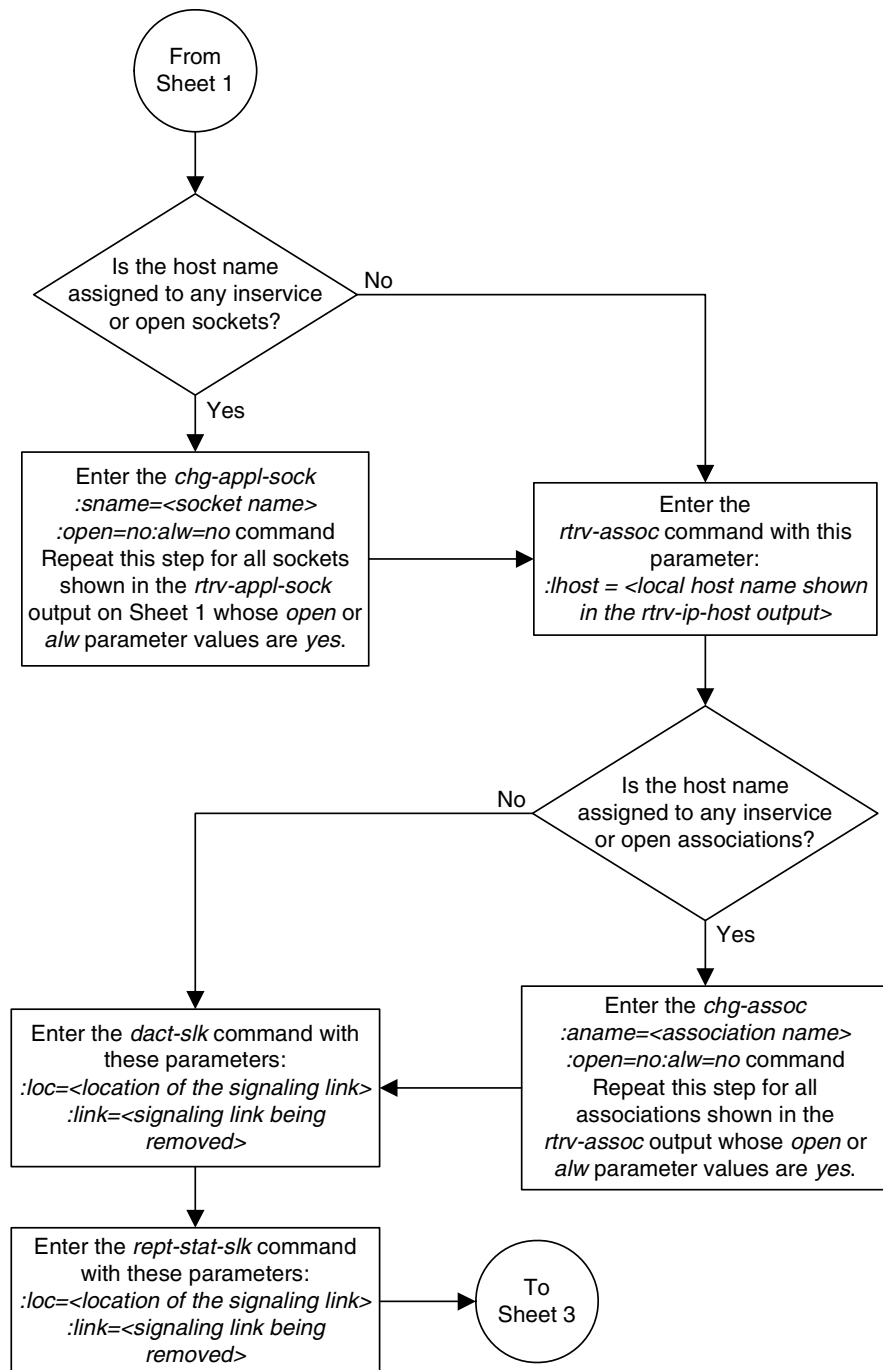 From
Sheet 1
Is the host name
assigned to any inservice
or open sockets?
No
Yes
Enter the chg-appl-sock
:sname=<socket name>
:open=no:alw=no command
Repeat this step for all sockets
shown in the rtrv-appl-sock
output on Sheet 1 whose open or
alw parameter values are yes.
Enter the
rtrv-assoc command with this
parameter:
:lhost = <local host name shown
in the rtrv-ip-host output>
Is the host name
assigned to any inservice
or open associations?
No
Yes
Enter the chg-assoc
:aname=<association name>
:open=no:alw=no command
Repeat this step for all
associations shown in the
rtrv-assoc output whose open or
alw parameter values are yes.
Enter the dact-slk command with
these parameters:
:loc=<location of the signaling link>
:link=<signaling link being
removed>
Enter the rept-stat-slk command
with these parameters:
:loc=<location of the signaling link>
:link=<signaling link being
removed>
To
Sheet 3